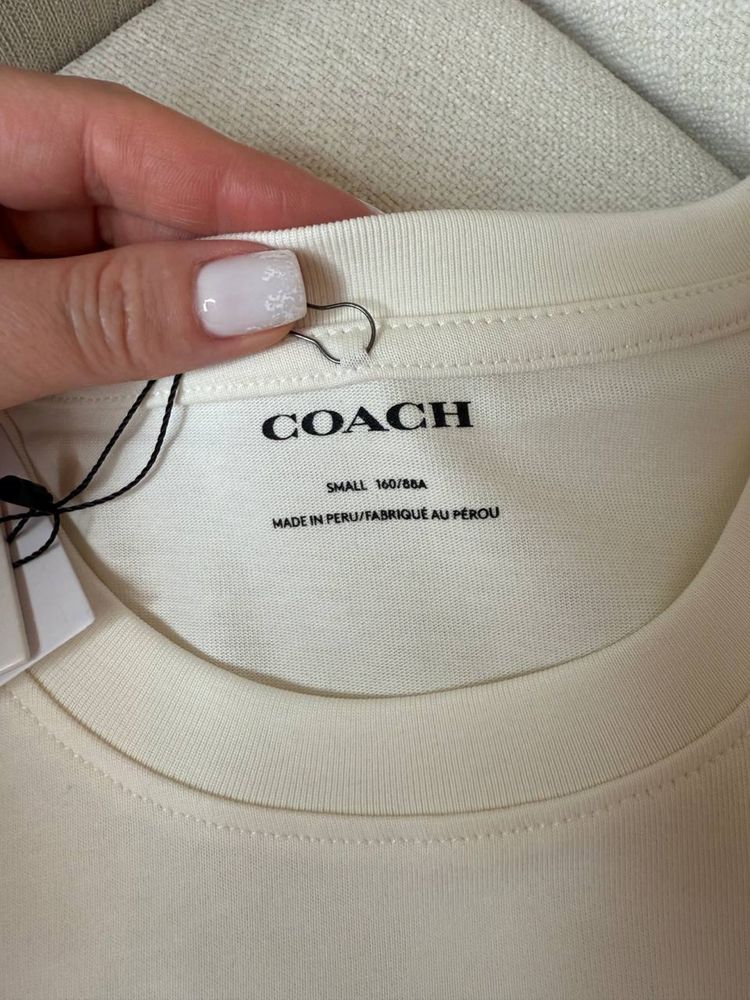 COACH
SMALL 160/88A
MADE IN PERU/FABRIQUÉ AU PÉROU